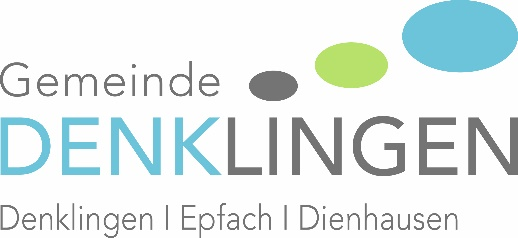 Gemeinde
DENKLINGEN
Denklingen | Epfach | Dienhausen